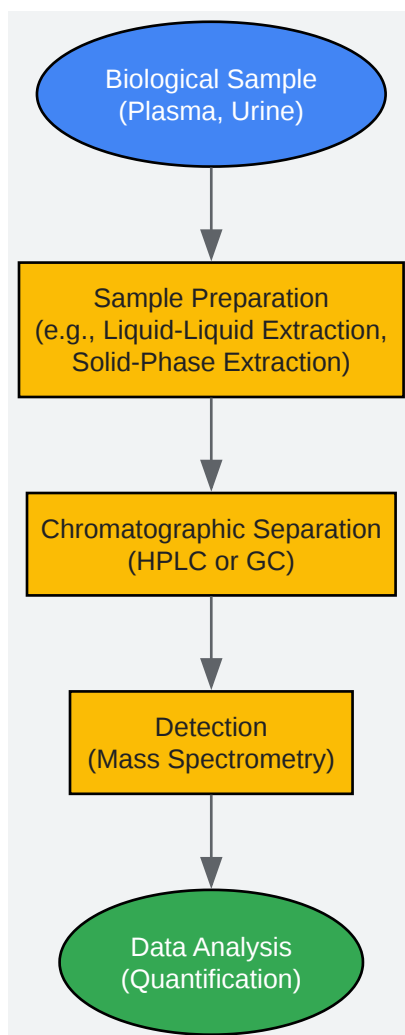 Biological Sample
(Plasma, Urine)
Sample Preparation
(e.g., Liquid-Liquid Extraction,
Solid-Phase Extraction)
Chromatographic Separation
(HPLC or GC)
Detection
(Mass Spectrometry)
Data Analysis
(Quantification)